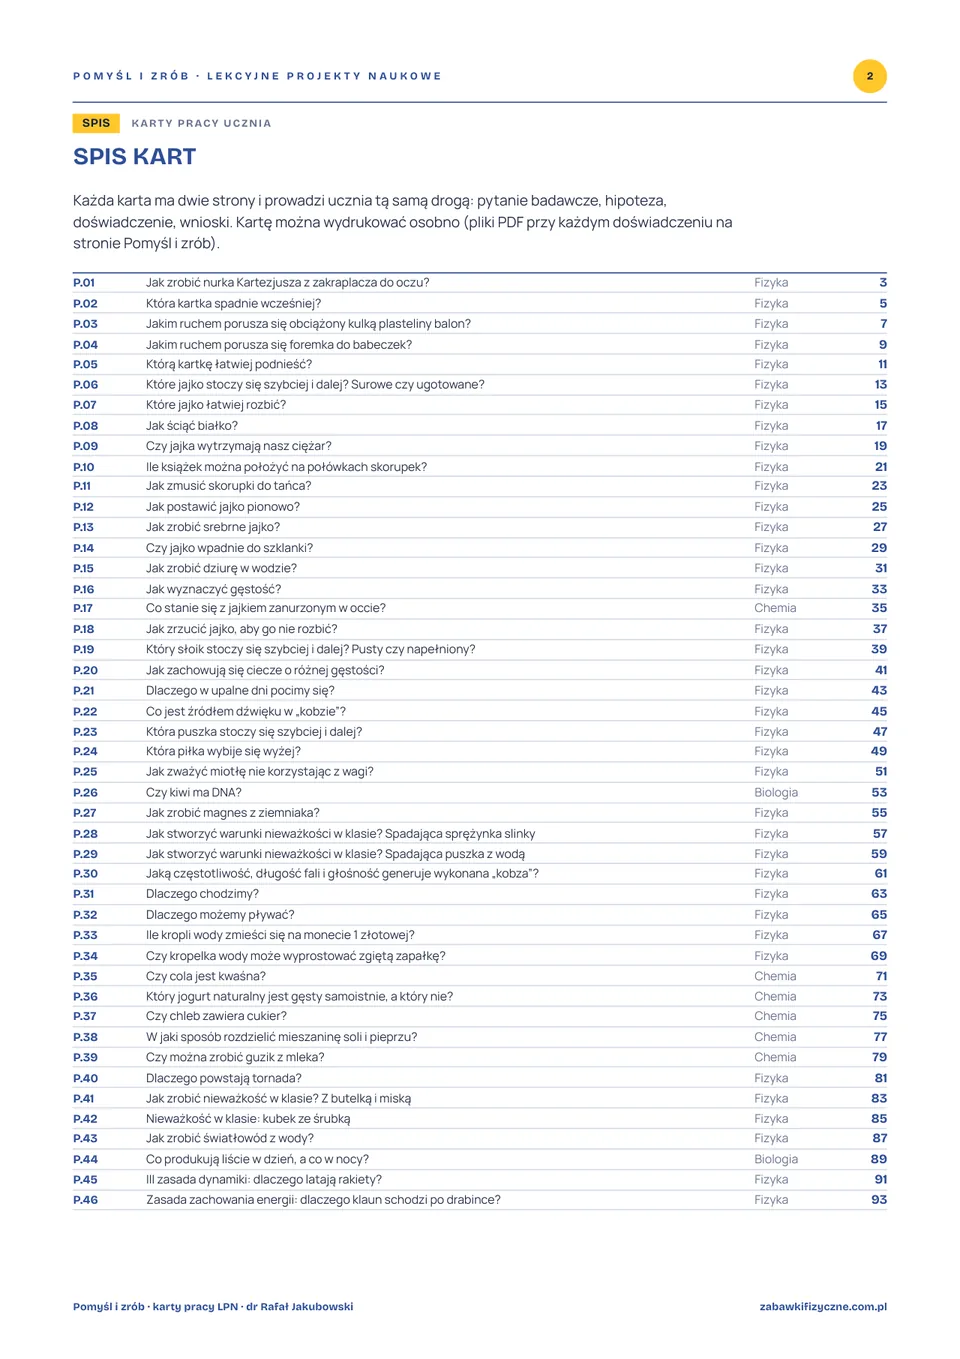 POMYŚL I ZRÓB · LEKCYJNE PROJEKTY NAUKOWE
2
SPIS KARTY PRACY UCZNIA
SPIS KART
Każda karta ma dwie strony i prowadzi ucznia tą samą drogą: pytanie badawcze, hipoteza,
doświadczenie, wnioski. Kartę można wydrukować osobno (pliki PDF przy każdym doświadczeniu na
stronie Pomyśl i zrób).
P.01 Jak zrobić nurka Kartezjusza z zakraplacza do oczu? Fizyka 3
P.02 Która kartka spadnie wcześniej? Fizyka 5
P.03 Jakim ruchem porusza się obciążony kulką plasteliny balon? Fizyka 7
P.04 Jakim ruchem porusza się foremka do babeczek? Fizyka 9
P.05 Którą kartkę łatwiej podnieść? Fizyka 11
P.06 Które jajko stoczy się szybciej i dalej? Surowe czy ugotowane? Fizyka 13
P.07 Które jajko łatwiej rozbić? Fizyka 15
P.08 Jak ściąć białko? Fizyka 17
P.09 Czy jajka wytrzymają nasz ciężar? Fizyka 19
P.10 Ile książek można położyć na połówkach skorupek? Fizyka 21
P.11 Jak zmusić skorupki do tańca? Fizyka 23
P.12 Jak postawić jajko pionowo? Fizyka 25
P.13 Jak zrobić srebrne jajko? Fizyka 27
P.14 Czy jajko wpadnie do szklanki? Fizyka 29
P.15 Jak zrobić dziurę w wodzie? Fizyka 31
P.16 Jak wyznaczyć gęstość? Fizyka 33
P.17 Co stanie się z jajkiem zanurzonym w occie? Chemia 35
P.18 Jak zrzucić jajko, aby go nie rozbić? Fizyka 37
P.19 Który słoik stoczy się szybciej i dalej? Pusty czy napełniony? Fizyka 39
P.20 Jak zachowują się ciecze o różnej gęstości? Fizyka 41
P.21 Dlaczego w upalne dni pocimy się? Fizyka 43
P.22 Co jest źródłem dźwięku w „kobzie”? Fizyka 45
P.23 Która puszka stoczy się szybciej i dalej? Fizyka 47
P.24 Która piłka wybije się wyżej? Fizyka 49
P.25 Jak zważyć miotłę nie korzystając z wagi? Fizyka 51
P.26 Czy kiwi ma DNA? Biologia 53
P.27 Jak zrobić magnes z ziemniaka? Fizyka 55
P.28 Jak stworzyć warunki nieważkości w klasie? Spadająca sprężynka slinky Fizyka 57
P.29 Jak stworzyć warunki nieważkości w klasie? Spadająca puszka z wodą Fizyka 59
P.30 Jaką częstotliwość, długość fali i głośność generuje wykonana „kobza”? Fizyka 61
P.31 Dlaczego chodzimy? Fizyka 63
P.32 Dlaczego możemy pływać? Fizyka 65
P.33 Ile kropli wody zmieści się na monecie 1 złotowej? Fizyka 67
P.34 Czy kropelka wody może wyprostować zgiętą zapałkę? Fizyka 69
P.35 Czy cola jest kwaśna? Chemia 71
P.36 Który jogurt naturalny jest gęsty samoistnie, a który nie? Chemia 73
P.37 Czy chleb zawiera cukier? Chemia 75
P.38 W jaki sposób rozdzielić mieszaninę soli i pieprzu? Chemia 77
P.39 Czy można zrobić guzik z mleka? Chemia 79
P.40 Dlaczego powstają tornada? Fizyka 81
P.41 Jak zrobić nieważkość w klasie? Z butelką i miską Fizyka 83
P.42 Nieważkość w klasie: kubek ze śrubką Fizyka 85
P.43 Jak zrobić światłowód z wody? Fizyka 87
P.44 Co produkują liście w dzień, a co w nocy? Biologia 89
P.45 III zasada dynamiki: dlaczego latają rakiety? Fizyka 91
P.46 Zasada zachowania energii: dlaczego klaun schodzi po drabince? Fizyka 93
Pomyśl i zrób · karty pracy LPN · dr Rafał Jakubowski
zabawkifizyczne.com.pl